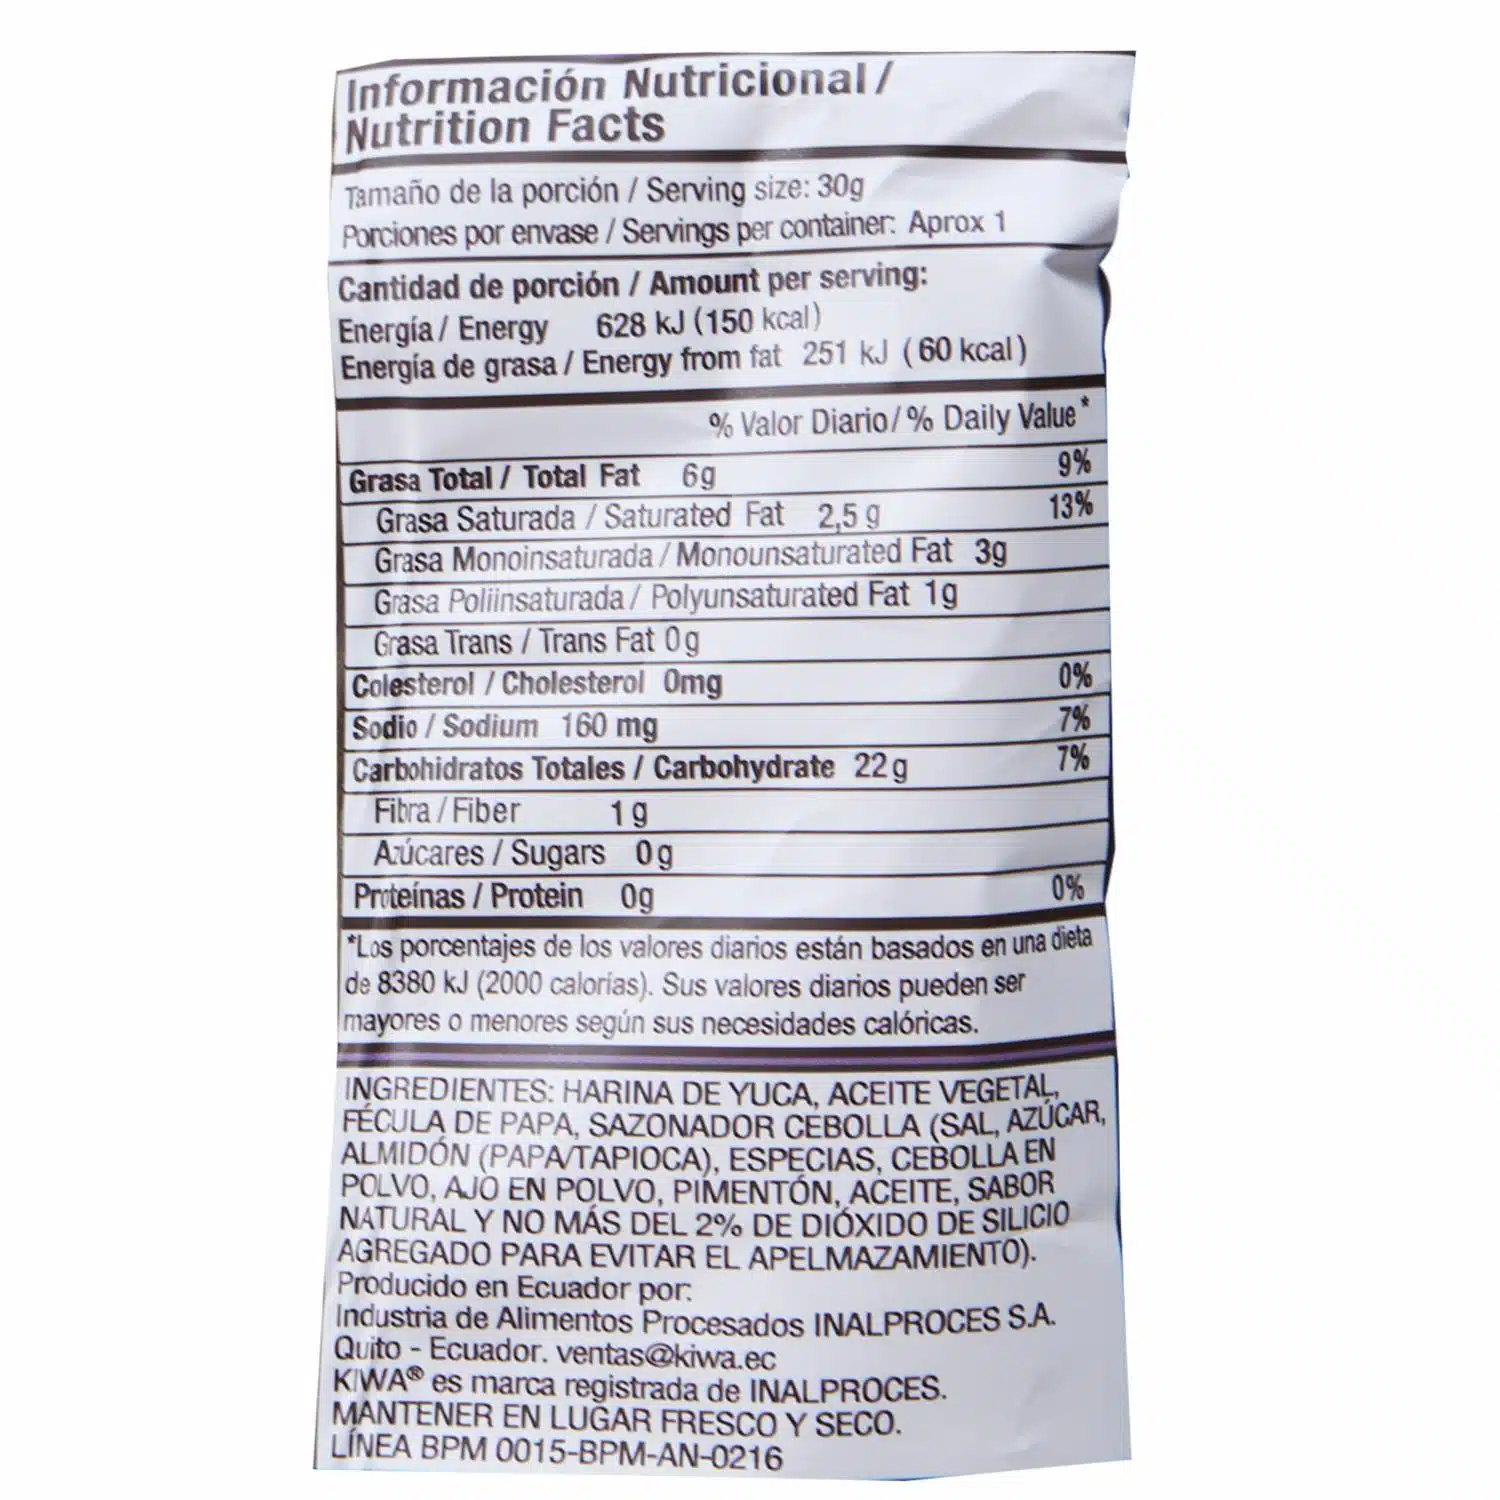 Información Nutricional /
Nutrition Facts
Tamaño de la porción / Serving size: 30g
Porciones por envase / Servings per container: Aprox 1
Cantidad de porción / Amount per serving:
Energía / Energy 628 kJ (150 kcal)
Energía de grasa / Energy from fat 251 kJ (60 kcal)
% Valor Diario / % Daily Value*
Grasa Total / Total Fat 6g 9%
Grasa Saturada / Saturated Fat 2,5 g 13%
Grasa Monoinsaturada / Monounsaturated Fat 3g
Grasa Poliinsaturada / Polyunsaturated Fat 1g
Grasa Trans / Trans Fat 0g
Colesterol / Cholesterol 0mg 0%
Sodio / Sodium 160 mg 7%
Carbohidratos Totales / Carbohydrate 22g 7%
Fibra / Fiber 1g
Azúcares / Sugars 0g
Proteínas / Protein 0g 0%
*Los porcentajes de los valores diarios están basados en una dieta
de 8380 kJ (2000 calorías). Sus valores diarios pueden ser
mayores o menores según sus necesidades calóricas.
INGREDIENTES: HARINA DE YUCA, ACEITE VEGETAL,
FÉCULA DE PAPA, SAZONADOR CEBOLLA (SAL, AZÚCAR,
ALMIDÓN (PAPA/TAPIOCA), ESPECIAS, CEBOLLA EN
POLVO, AJO EN POLVO, PIMENTÓN, ACEITE, SABOR
NATURAL Y NO MÁS DEL 2% DE DIÓXIDO DE SILICIO
AGREGADO PARA EVITAR EL APELMAZAMIENTO).
Producido en Ecuador por:
Industria de Alimentos Procesados INALPROCES S.A.
Quito - Ecuador. ventas@kiwa.ec
KIWA® es marca registrada de INALPROCES.
MANTENER EN LUGAR FRESCO Y SECO.
LÍNEA BPM 0015-BPM-AN-0216